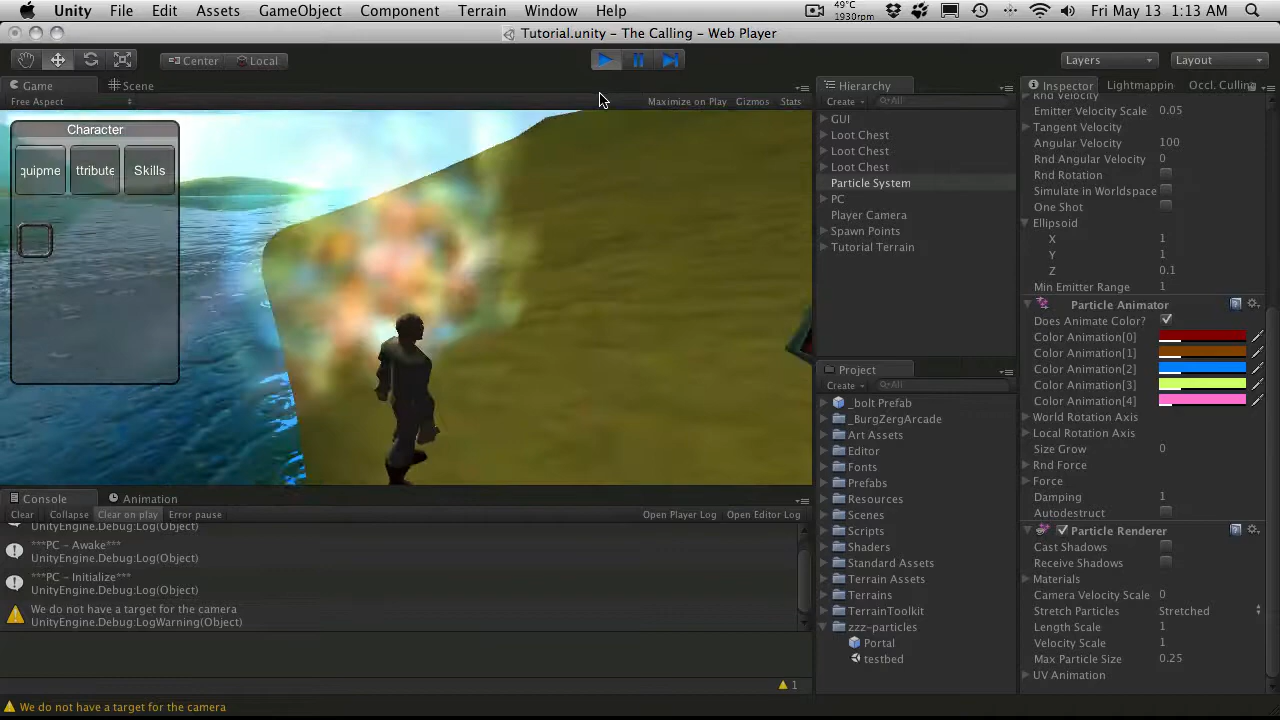 Unity File Edit Assets GameObject Component Terrain Window Help 49°C 1930rpm Fri May 13 1:13 AM
Tutorial.unity – The Calling – Web Player
Center Local Layers Layout
Game Scene
Free Aspect Maximize on Play Gizmos Stats
Character
quipme ttribute Skills
Console Animation
Clear Collapse Clear on play Error pause Open Player Log Open Editor Log
UnityEngine.Debug:Log(Object)
***PC – Awake***
UnityEngine.Debug:Log(Object)
***PC – Initialize***
UnityEngine.Debug:Log(Object)
We do not have a target for the camera
UnityEngine.Debug:LogWarning(Object)
1
We do not have a target for the camera
Hierarchy
Create All
GUI
Loot Chest
Loot Chest
Loot Chest
Particle System
PC
Player Camera
Spawn Points
Tutorial Terrain
Project
Create All
_bolt Prefab
_BurgZergArcade
Art Assets
Editor
Fonts
Prefabs
Resources
Scenes
Scripts
Shaders
Standard Assets
Terrain Assets
Terrains
TerrainToolkit
zzz-particles
Portal
testbed
Inspector Lightmappin Occl. Culling
Rnd Velocity
Emitter Velocity Scale 0.05
Tangent Velocity
Angular Velocity 100
Rnd Angular Velocity 0
Rnd Rotation
Simulate in Worldspace
One Shot
Ellipsoid
X 1
Y 1
Z 0.1
Min Emitter Range 1
Particle Animator
Does Animate Color?
Color Animation[0]
Color Animation[1]
Color Animation[2]
Color Animation[3]
Color Animation[4]
World Rotation Axis
Local Rotation Axis
Size Grow 0
Rnd Force
Force
Damping 1
Autodestruct
Particle Renderer
Cast Shadows
Receive Shadows
Materials
Camera Velocity Scale 0
Stretch Particles Stretched
Length Scale 1
Velocity Scale 1
Max Particle Size 0.25
UV Animation